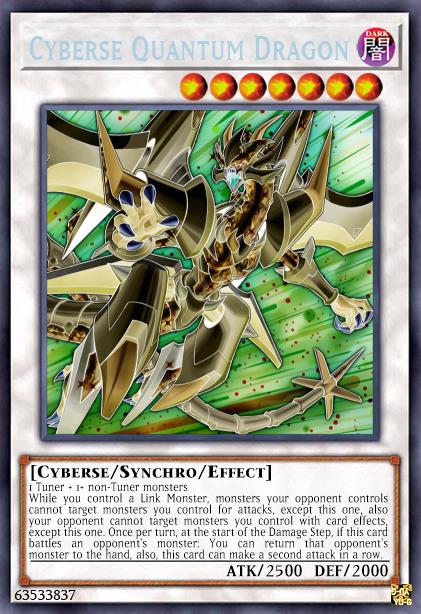 Cyberse Quantum Dragon
DARK
闇
[Cyberse/Synchro/Effect]
1 Tuner + 1+ non-Tuner monsters
While you control a Link Monster, monsters your opponent controls
cannot target monsters you control for attacks, except this one, also
your opponent cannot target monsters you control with card effects,
except this one. Once per turn, at the start of the Damage Step, if this card
battles an opponent's monster: You can return that opponent's
monster to the hand, also, this card can make a second attack in a row.
ATK/2500 DEF/2000
63533837